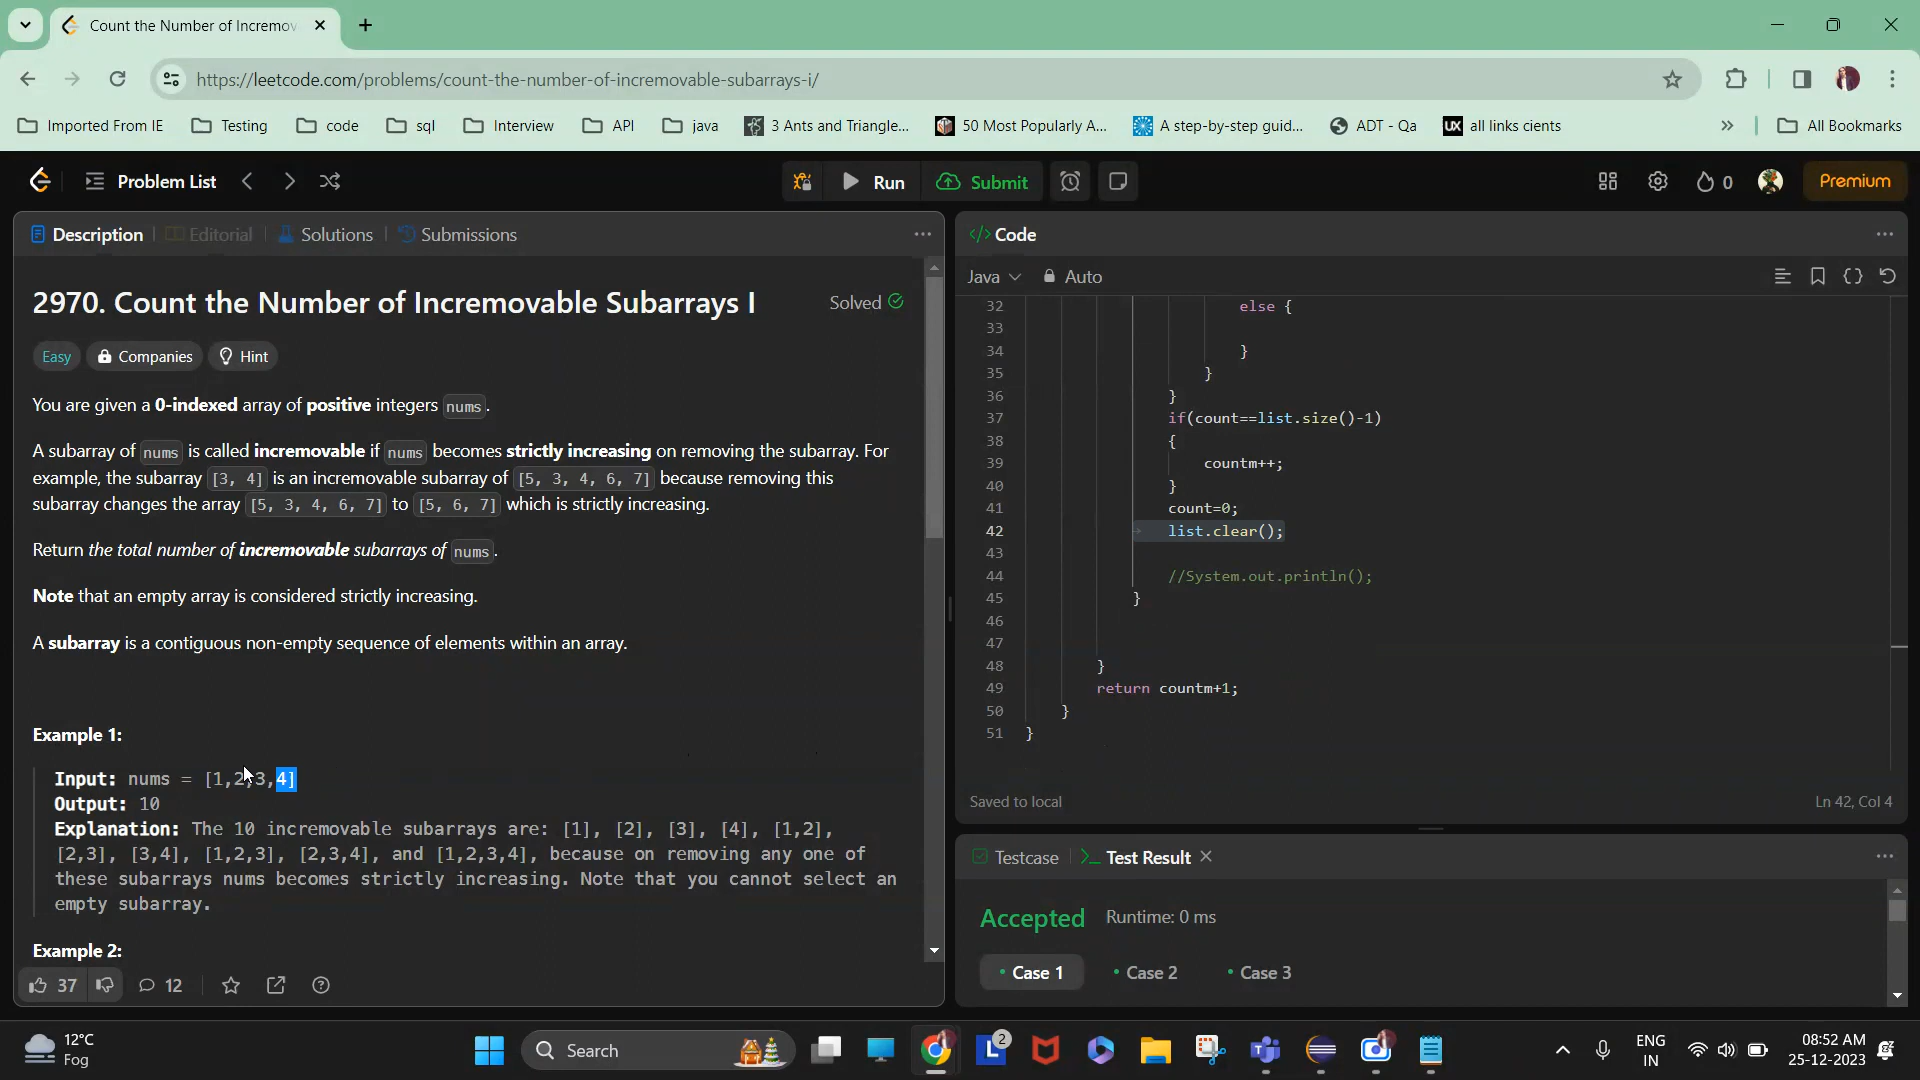 Count the Number of Incremov
https://leetcode.com/problems/count-the-number-of-incremovable-subarrays-i/
Imported From IE
Testing
code
sql
Interview
API
java
3 Ants and Triangle...
50 Most Popularly A...
A step-by-step guid...
ADT - Qa
UX all links cients
All Bookmarks
Problem List
Run
Submit
0
Premium
Description
Editorial
Solutions
Submissions
2970. Count the Number of Incremovable Subarrays I
Solved
Easy
Companies
Hint
You are given a 0-indexed array of positive integers nums.
A subarray of nums is called incremovable if nums becomes strictly increasing on removing the subarray. For
example, the subarray [3, 4] is an incremovable subarray of [5, 3, 4, 6, 7] because removing this
subarray changes the array [5, 3, 4, 6, 7] to [5, 6, 7] which is strictly increasing.
Return the total number of incremovable subarrays of nums.
Note that an empty array is considered strictly increasing.
A subarray is a contiguous non-empty sequence of elements within an array.
Example 1:
Input: nums = [1,2,3,4]
Output: 10
Explanation: The 10 incremovable subarrays are: [1], [2], [3], [4], [1,2],
[2,3], [3,4], [1,2,3], [2,3,4], and [1,2,3,4], because on removing any one of
these subarrays nums becomes strictly increasing. Note that you cannot select an
empty subarray.
Example 2:
37
12
</> Code
Java
Auto
32 else {
33
34 }
35 }
36 }
37 if(count==list.size()-1)
38 {
39 countm++;
40 }
41 count=0;
42 list.clear();
43
44 //System.out.println();
45 }
46
47
48 }
49 return countm+1;
50 }
51 }
Saved to local
Ln 42, Col 4
Testcase
Test Result
Accepted
Runtime: 0 ms
Case 1
Case 2
Case 3
12°C
Fog
Search
L 2
ENG
IN
08:52 AM
25-12-2023